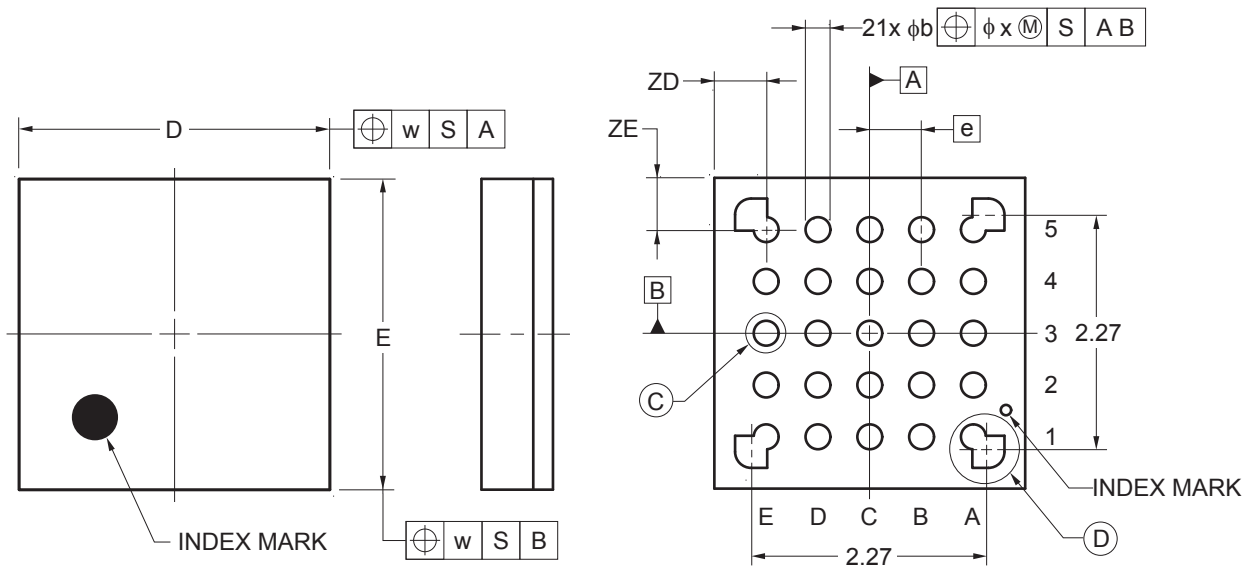 D
⌖ w S A
E
INDEX MARK
⌖ w S B
21x ϕb ⌖ ϕ x Ⓜ S A B
ZD
A
ZE
e
B
5
4
3
2
1
2.27
C
INDEX MARK
E D C B A
D
2.27